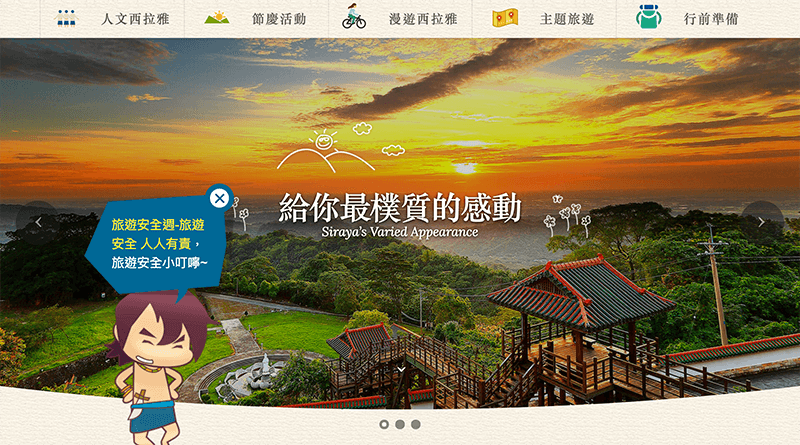 人文西拉雅
節慶活動
漫遊西拉雅
主題旅遊
行前準備
給你最樸質的感動
Siraya's Varied Appearance
旅遊安全週-旅遊
安全 人人有責，
旅遊安全小叮嚀~